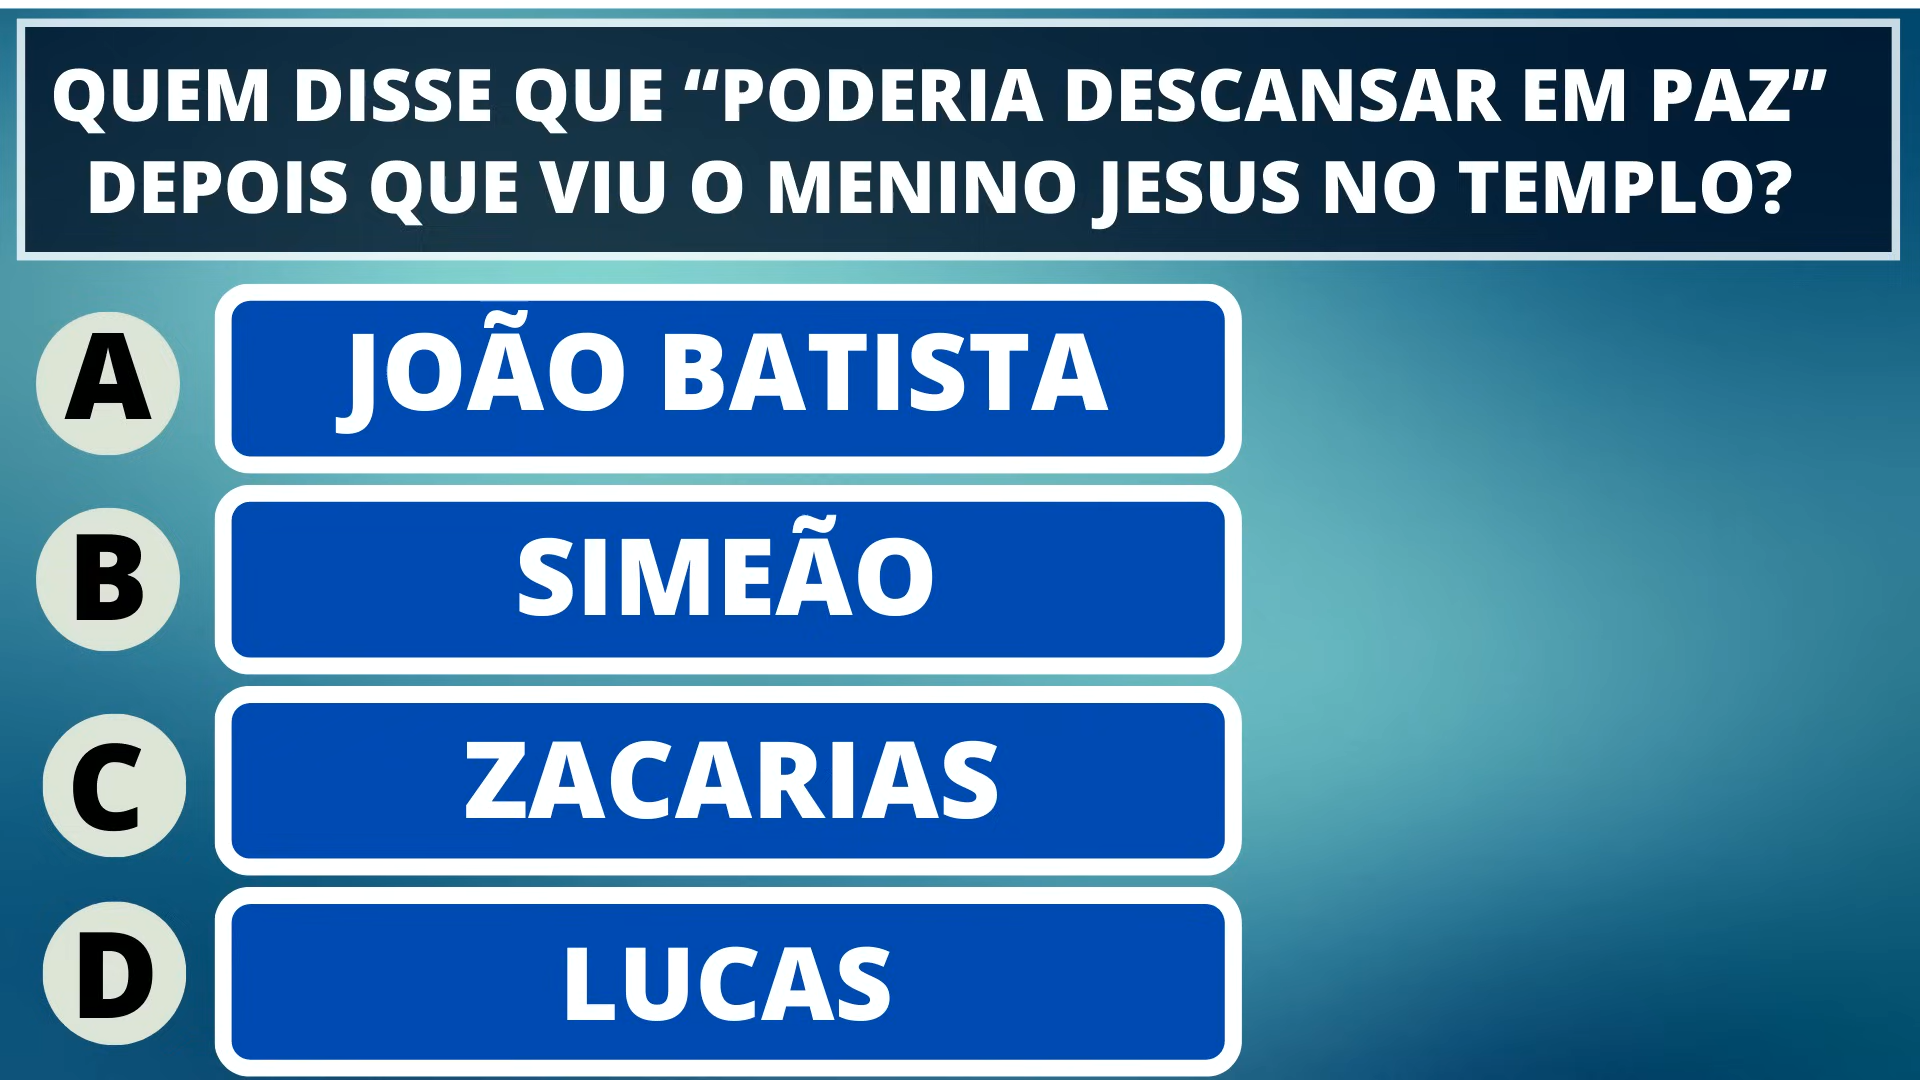 QUEM DISSE QUE “PODERIA DESCANSAR EM PAZ”
DEPOIS QUE VIU O MENINO JESUS NO TEMPLO?
A JOÃO BATISTA
B SIMEÃO
C ZACARIAS
D LUCAS